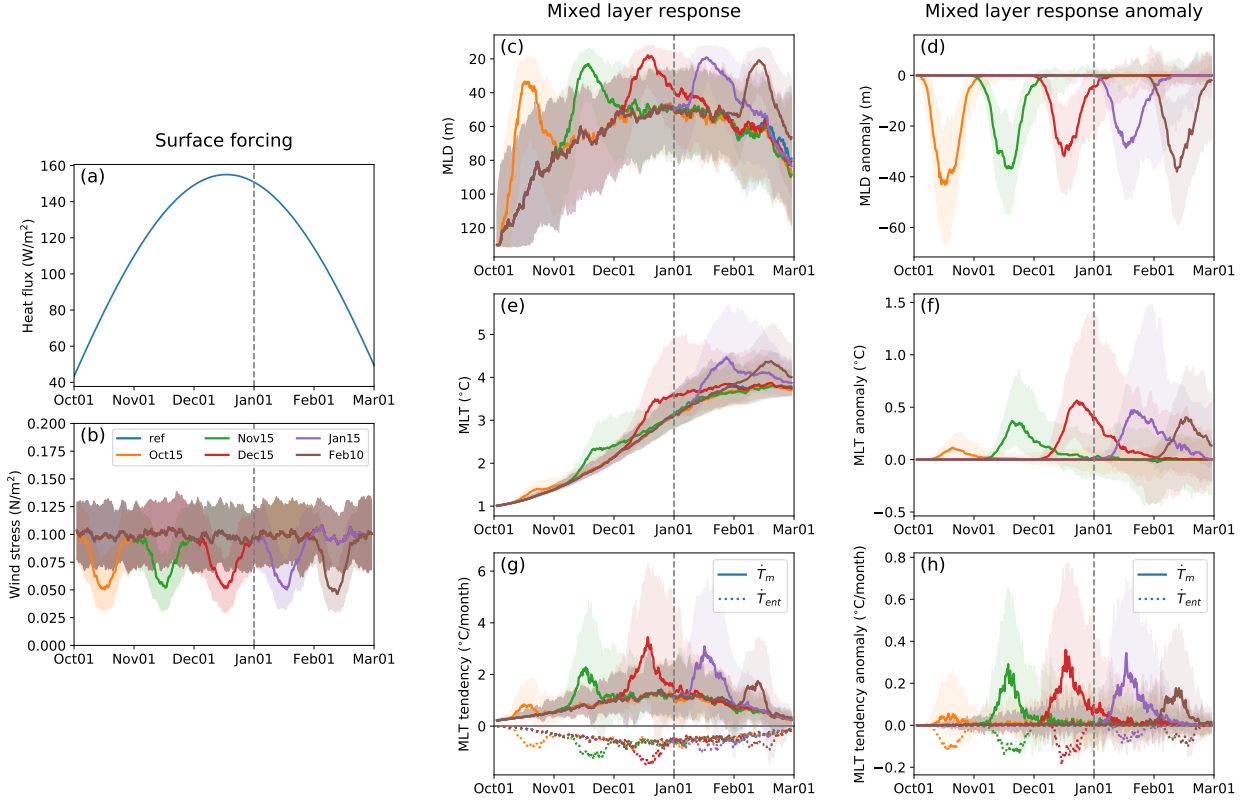 Mixed layer response
Mixed layer response anomaly
Surface forcing
(a)
Heat flux (W/m²)
160
140
120
100
80
60
40
Oct01 Nov01 Dec01 Jan01 Feb01 Mar01
(b)
Wind stress (N/m²)
0.200
0.175
0.150
0.125
0.100
0.075
0.050
0.025
0.000
ref Nov15 Jan15
Oct15 Dec15 Feb10
Oct01 Nov01 Dec01 Jan01 Feb01 Mar01
(c)
MLD (m)
20
40
60
80
100
120
Oct01 Nov01 Dec01 Jan01 Feb01 Mar01
(d)
MLD anomaly (m)
0
−20
−40
−60
Oct01 Nov01 Dec01 Jan01 Feb01 Mar01
(e)
MLT (°C)
5
4
3
2
1
Oct01 Nov01 Dec01 Jan01 Feb01 Mar01
(f)
MLT anomaly (°C)
1.5
1.0
0.5
0.0
−0.5
Oct01 Nov01 Dec01 Jan01 Feb01 Mar01
(g)
MLT tendency (°C/month)
6
4
2
0
Ṫm
Ṫent
Oct01 Nov01 Dec01 Jan01 Feb01 Mar01
(h)
MLT tendency anomaly (°C/month)
0.8
0.6
0.4
0.2
0.0
−0.2
Ṫm
Ṫent
Oct01 Nov01 Dec01 Jan01 Feb01 Mar01